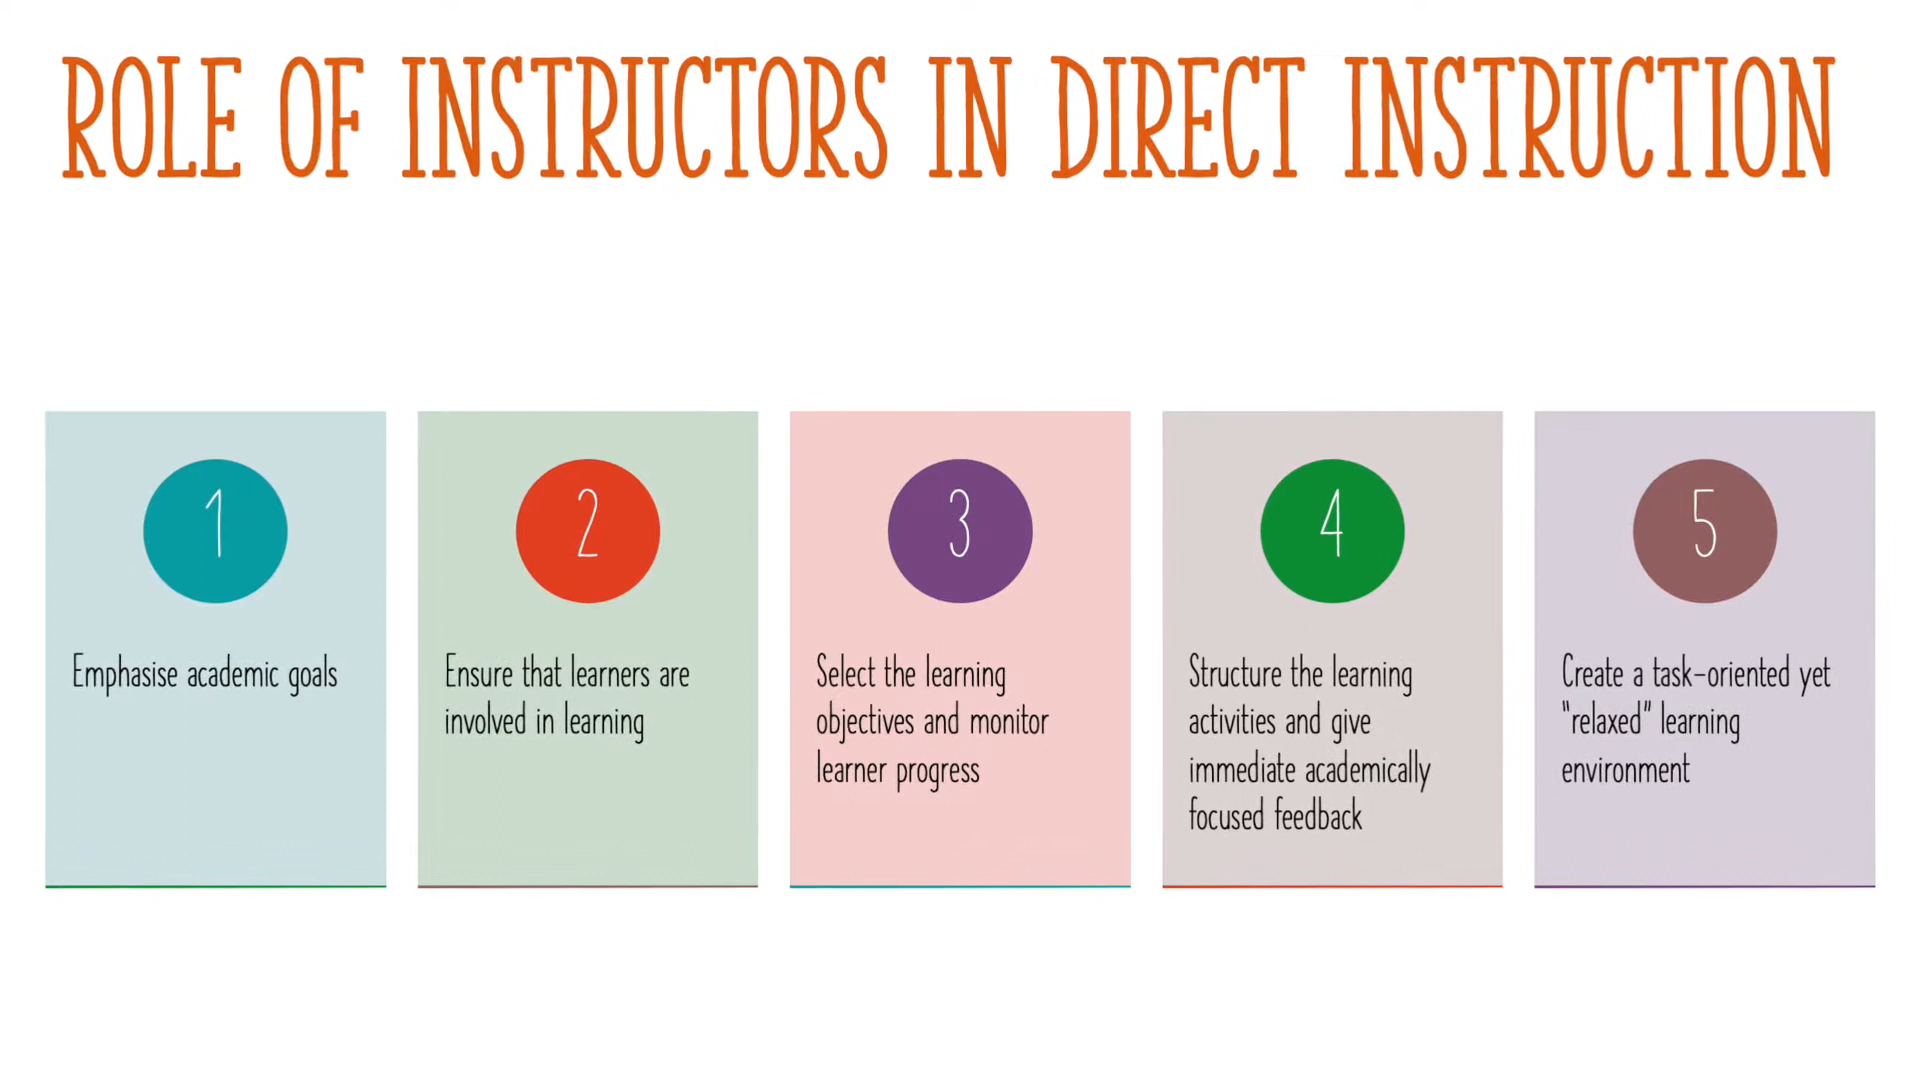 ROLE OF INSTRUCTORS IN DIRECT INSTRUCTION
1
Emphasise academic goals
2
Ensure that learners are
involved in learning
3
Select the learning
objectives and monitor
learner progress
4
Structure the learning
activities and give
immediate academically
focused feedback
5
Create a task-oriented yet
"relaxed" learning
environment